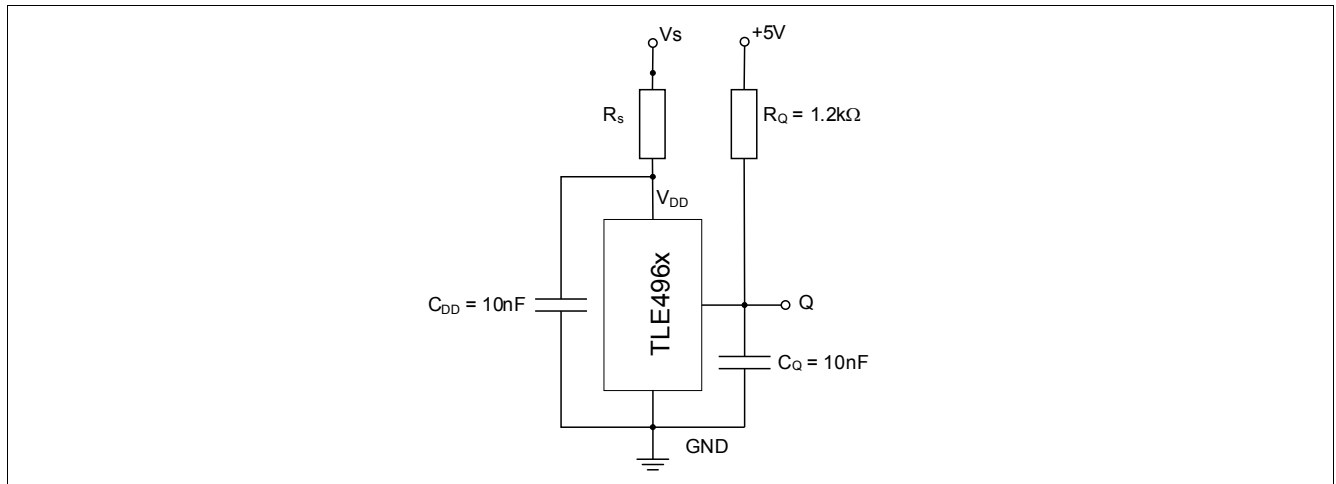 Vs
+5V
Rs
RQ = 1.2kΩ
VDD
TLE496x
CDD = 10nF
Q
CQ = 10nF
GND